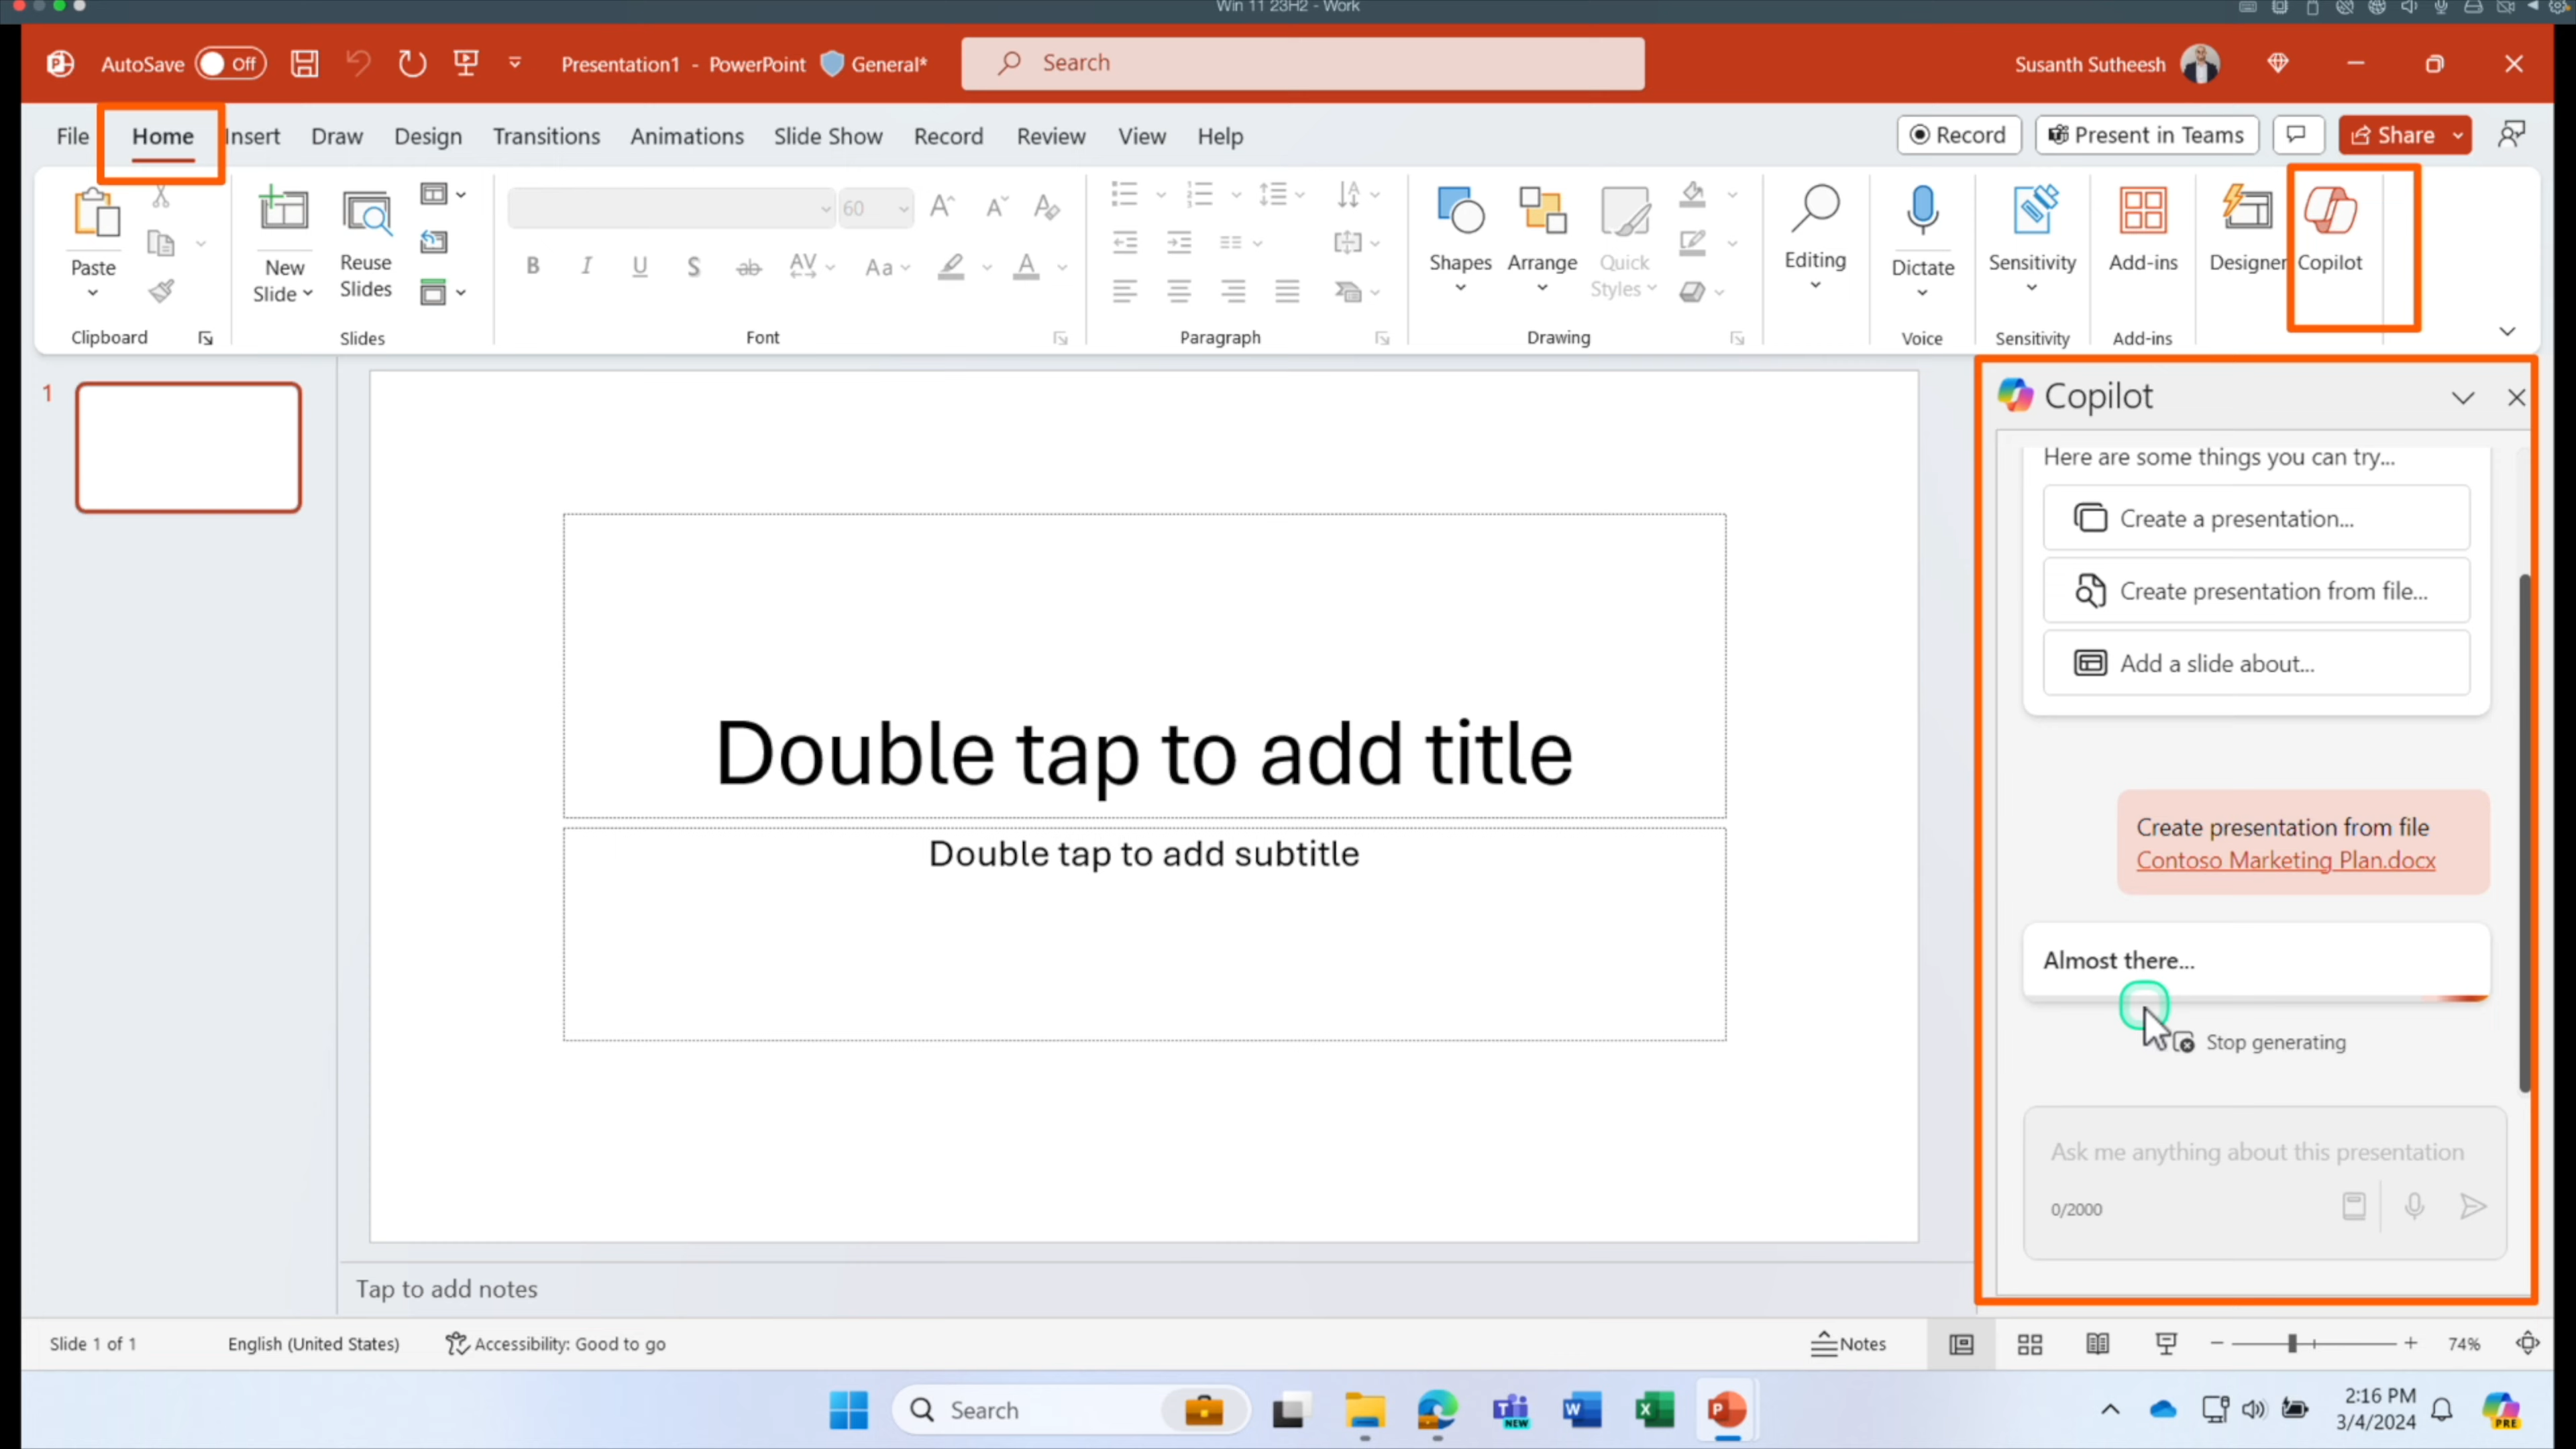 Win 11 23H2 - Work
AutoSave Off
Presentation1 - PowerPoint General*
Search
Susanth Sutheesh
File Home Insert Draw Design Transitions Animations Slide Show Record Review View Help
Record
Present in Teams
Share
Paste
New Slide
Reuse Slides
60
B I U S ab AV Aa A
Shapes
Arrange
Quick Styles
Editing
Dictate
Sensitivity
Add-ins
Designer
Copilot
Clipboard
Slides
Font
Paragraph
Drawing
Voice
Sensitivity
Add-ins
1
Double tap to add title
Double tap to add subtitle
Tap to add notes
Copilot
Here are some things you can try...
Create a presentation...
Create presentation from file...
Add a slide about...
Create presentation from file
Contoso Marketing Plan.docx
Almost there...
Stop generating
Ask me anything about this presentation
0/2000
Slide 1 of 1
English (United States)
Accessibility: Good to go
Notes
74%
Search
NEW
2:16 PM
3/4/2024
PRE